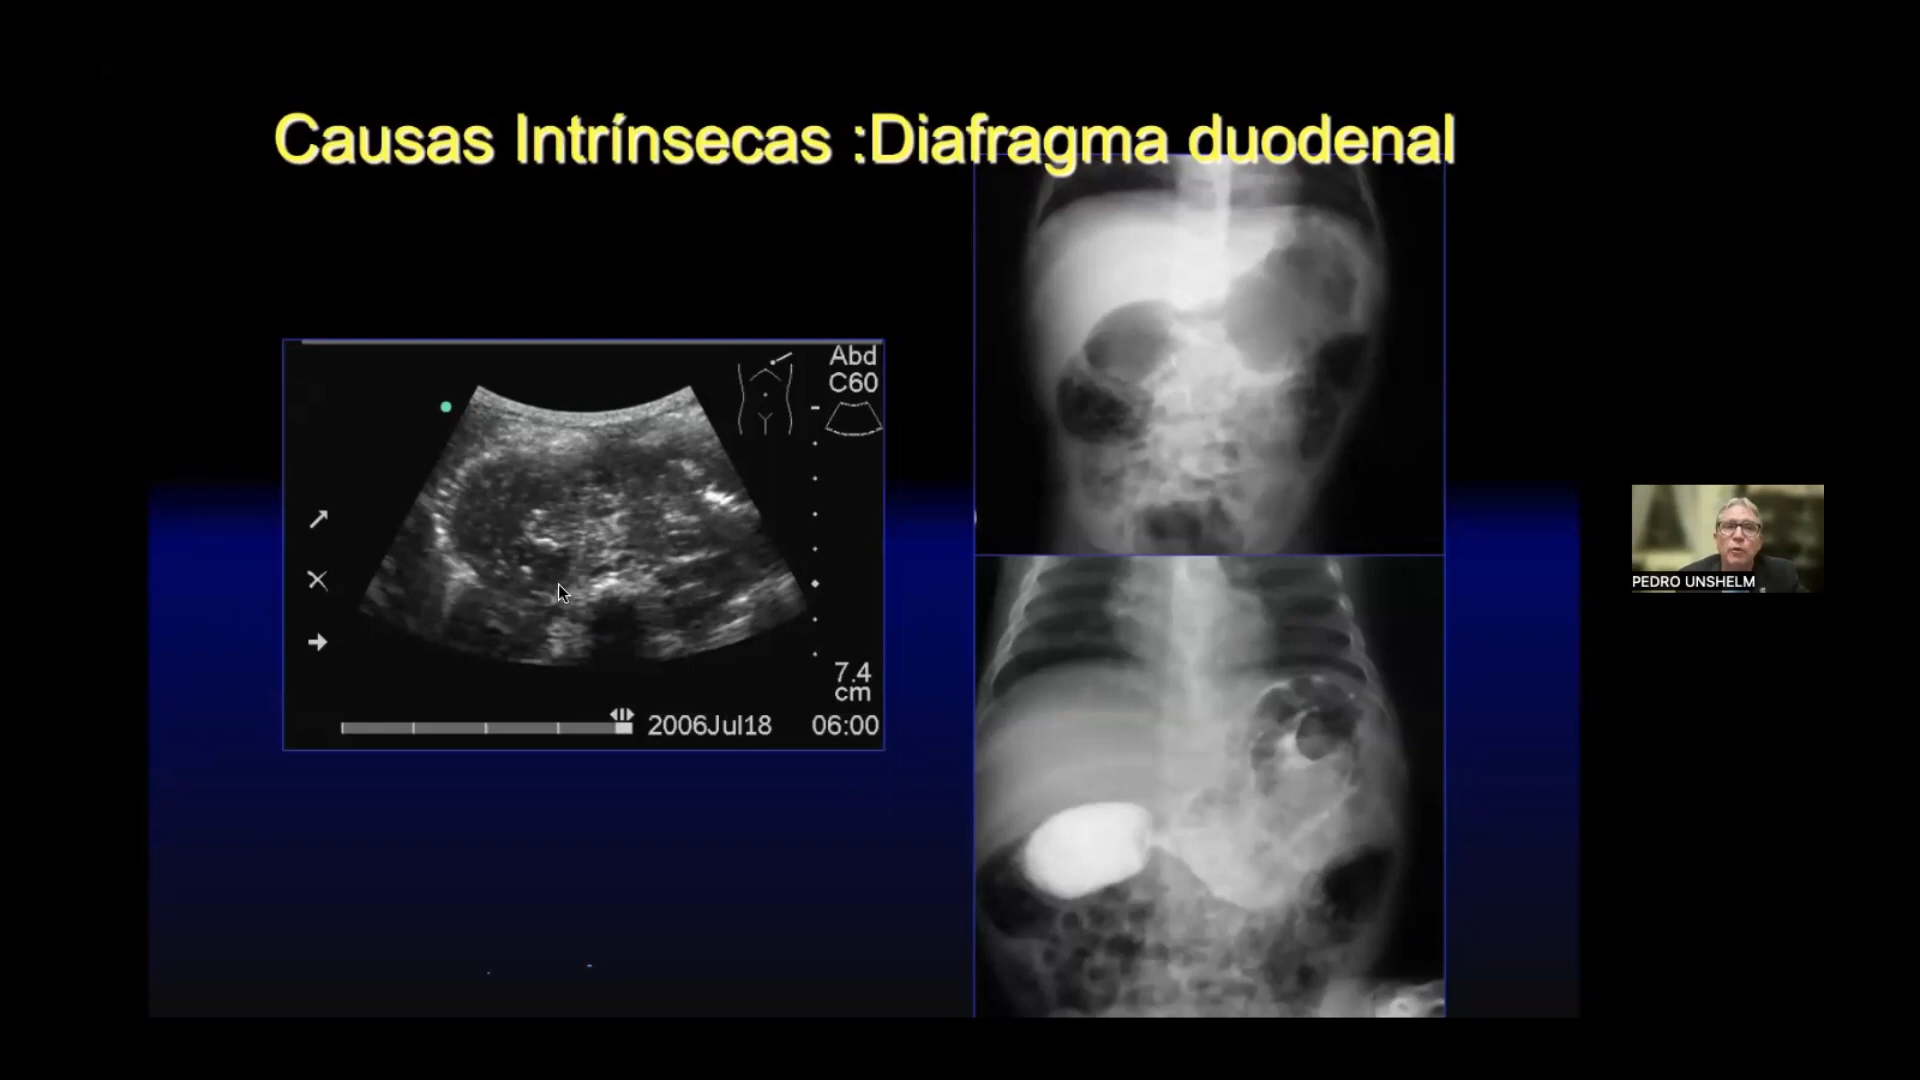 Causas Intrínsecas :Diafragma duodenal
Abd
C60
7.4
cm
2006Jul18 06:00
PEDRO UNSHELM